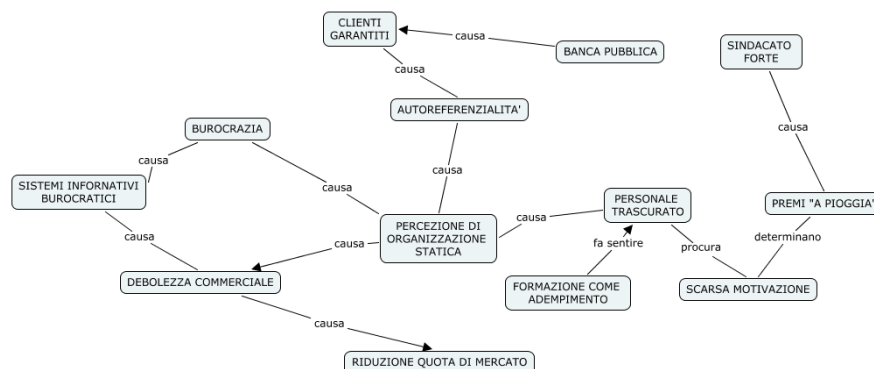 CLIENTI
GARANTITI
causa
BANCA PUBBLICA
SINDACATO
FORTE
causa
AUTOREFERENZIALITA'
BUROCRAZIA
causa
causa
causa
causa
SISTEMI INFORNATIVI
BUROCRATICI
causa
PERSONALE
TRASCURATO
PREMI "A PIOGGIA"
causa
PERCEZIONE DI
ORGANIZZAZIONE
STATICA
causa
causa
fa sentire
procura
determinano
DEBOLEZZA COMMERCIALE
FORMAZIONE COME
ADEMPIMENTO
SCARSA MOTIVAZIONE
causa
RIDUZIONE QUOTA DI MERCATO